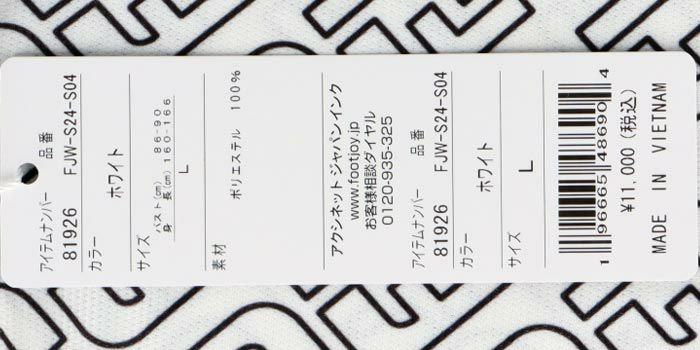 アイテムナンバー 品番
81926 FJW-S24-S04
カラー
ホワイト
サイズ
バスト(cm) 86-90
身 長(cm) 160-166
L
素材
ポリエステル 100%
アクシネットジャパンインク
www.footjoy.jp
お客様相談ダイヤル
0120-935-325
アイテムナンバー 品番
81926 FJW-S24-S04
カラー
ホワイト
サイズ
L
1 96665 48690 4
¥11,000 (税込)
MADE IN VIETNAM